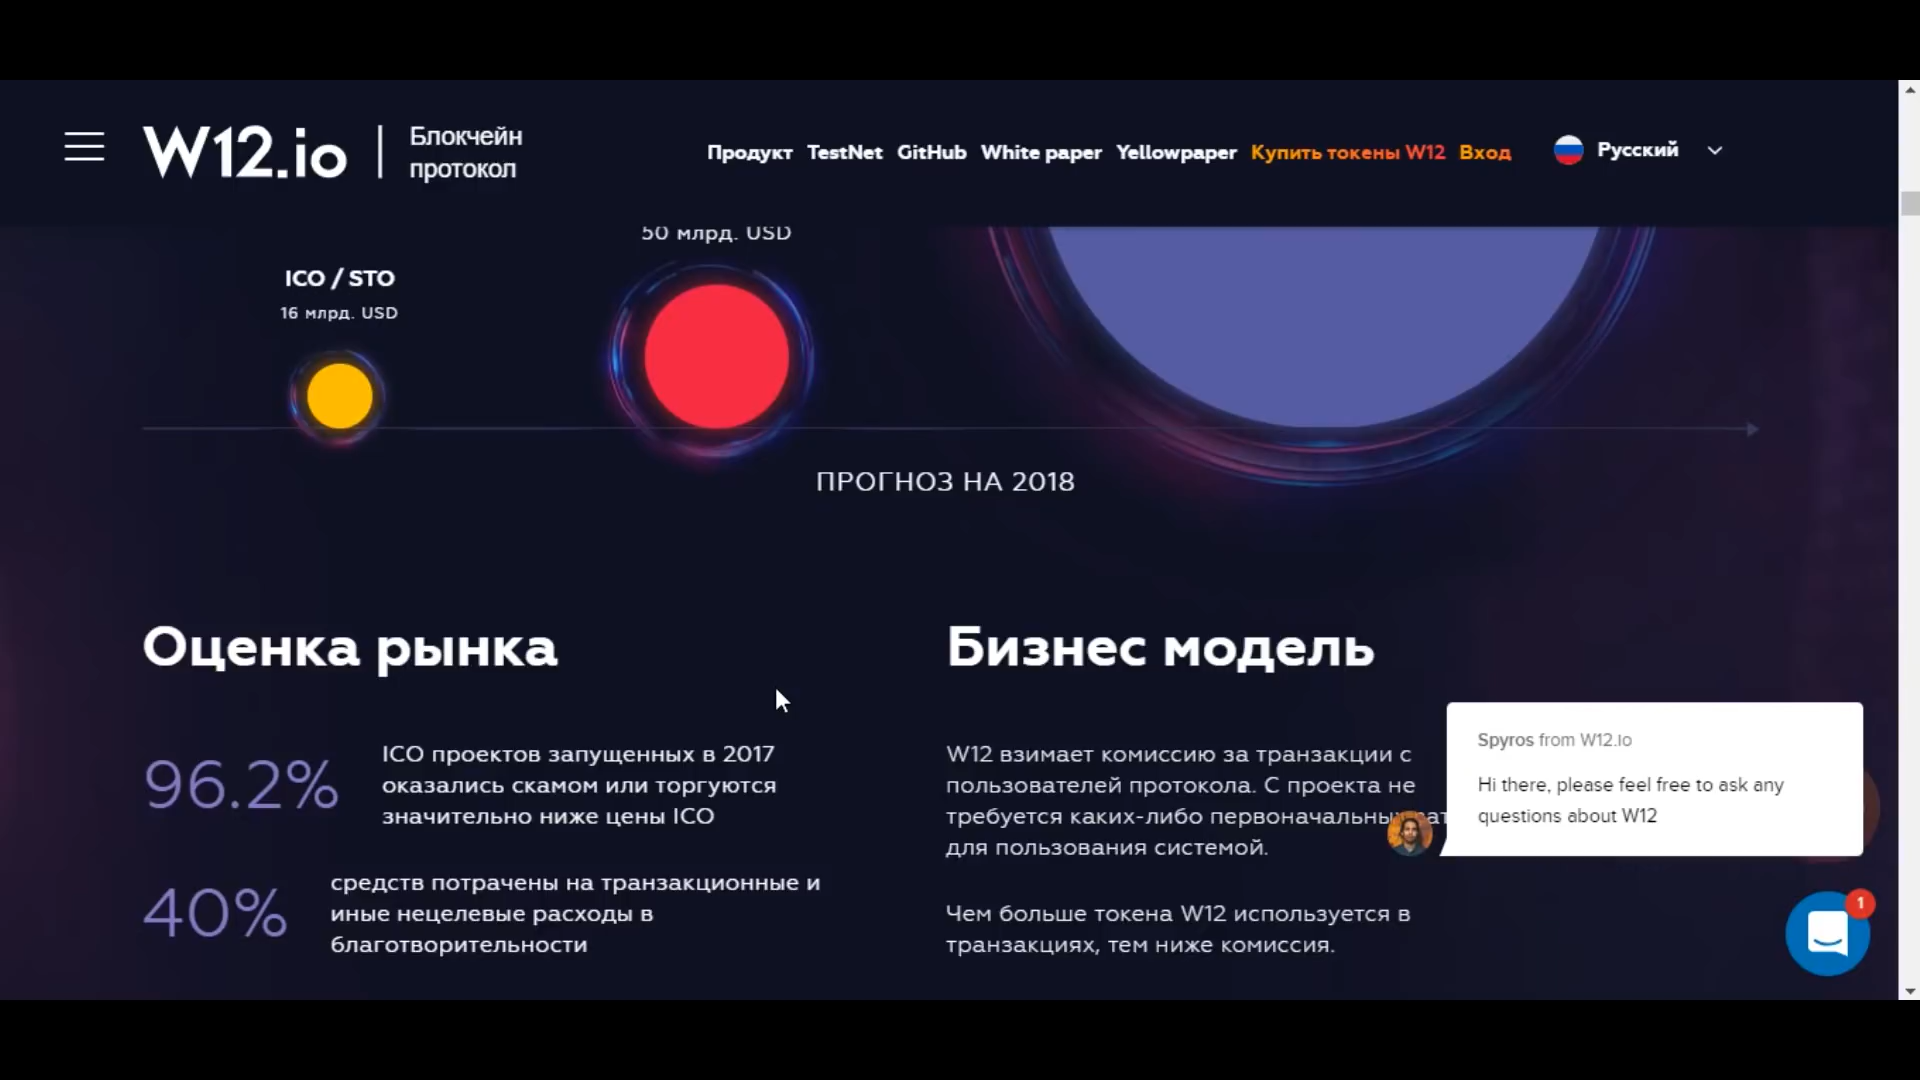 W12.io
Блокчейн
протокол
Продукт TestNet GitHub White paper Yellowpaper Купить токены W12 Вход
Русский
50 млрд. USD
ICO / STO
16 млрд. USD
ПРОГНОЗ НА 2018
Оценка рынка
96.2%
ICO проектов запущенных в 2017
оказались скамом или торгуются
значительно ниже цены ICO
40%
средств потрачены на транзакционные и
иные нецелевые расходы в
благотворительности
Бизнес модель
W12 взимает комиссию за транзакции с
пользователей протокола. С проекта не
требуется каких-либо
для пользования системой.
Чем больше токена W12 используется в
транзакциях, тем ниже комиссия.
Spyros from W12.io
Hi there, please feel free to ask any
questions about W12
1